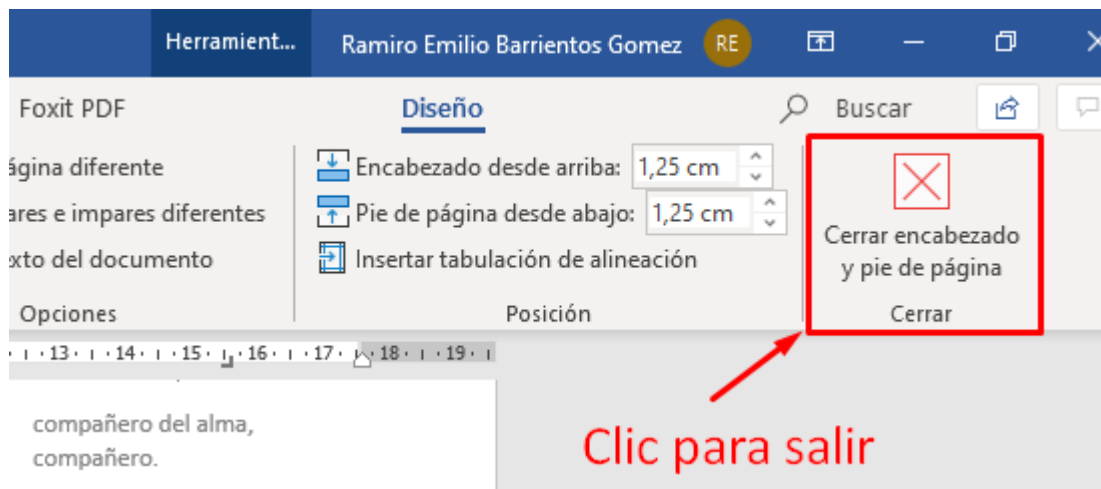 Herramient... Ramiro Emilio Barrientos Gomez RE
Foxit PDF Diseño Buscar
ágina diferente
ares e impares diferentes
exto del documento
Opciones
Encabezado desde arriba: 1,25 cm
Pie de página desde abajo: 1,25 cm
Insertar tabulación de alineación
Posición
Cerrar encabezado
y pie de página
Cerrar
13 14 15 16 17 18 19
compañero del alma,
compañero.
Clic para salir